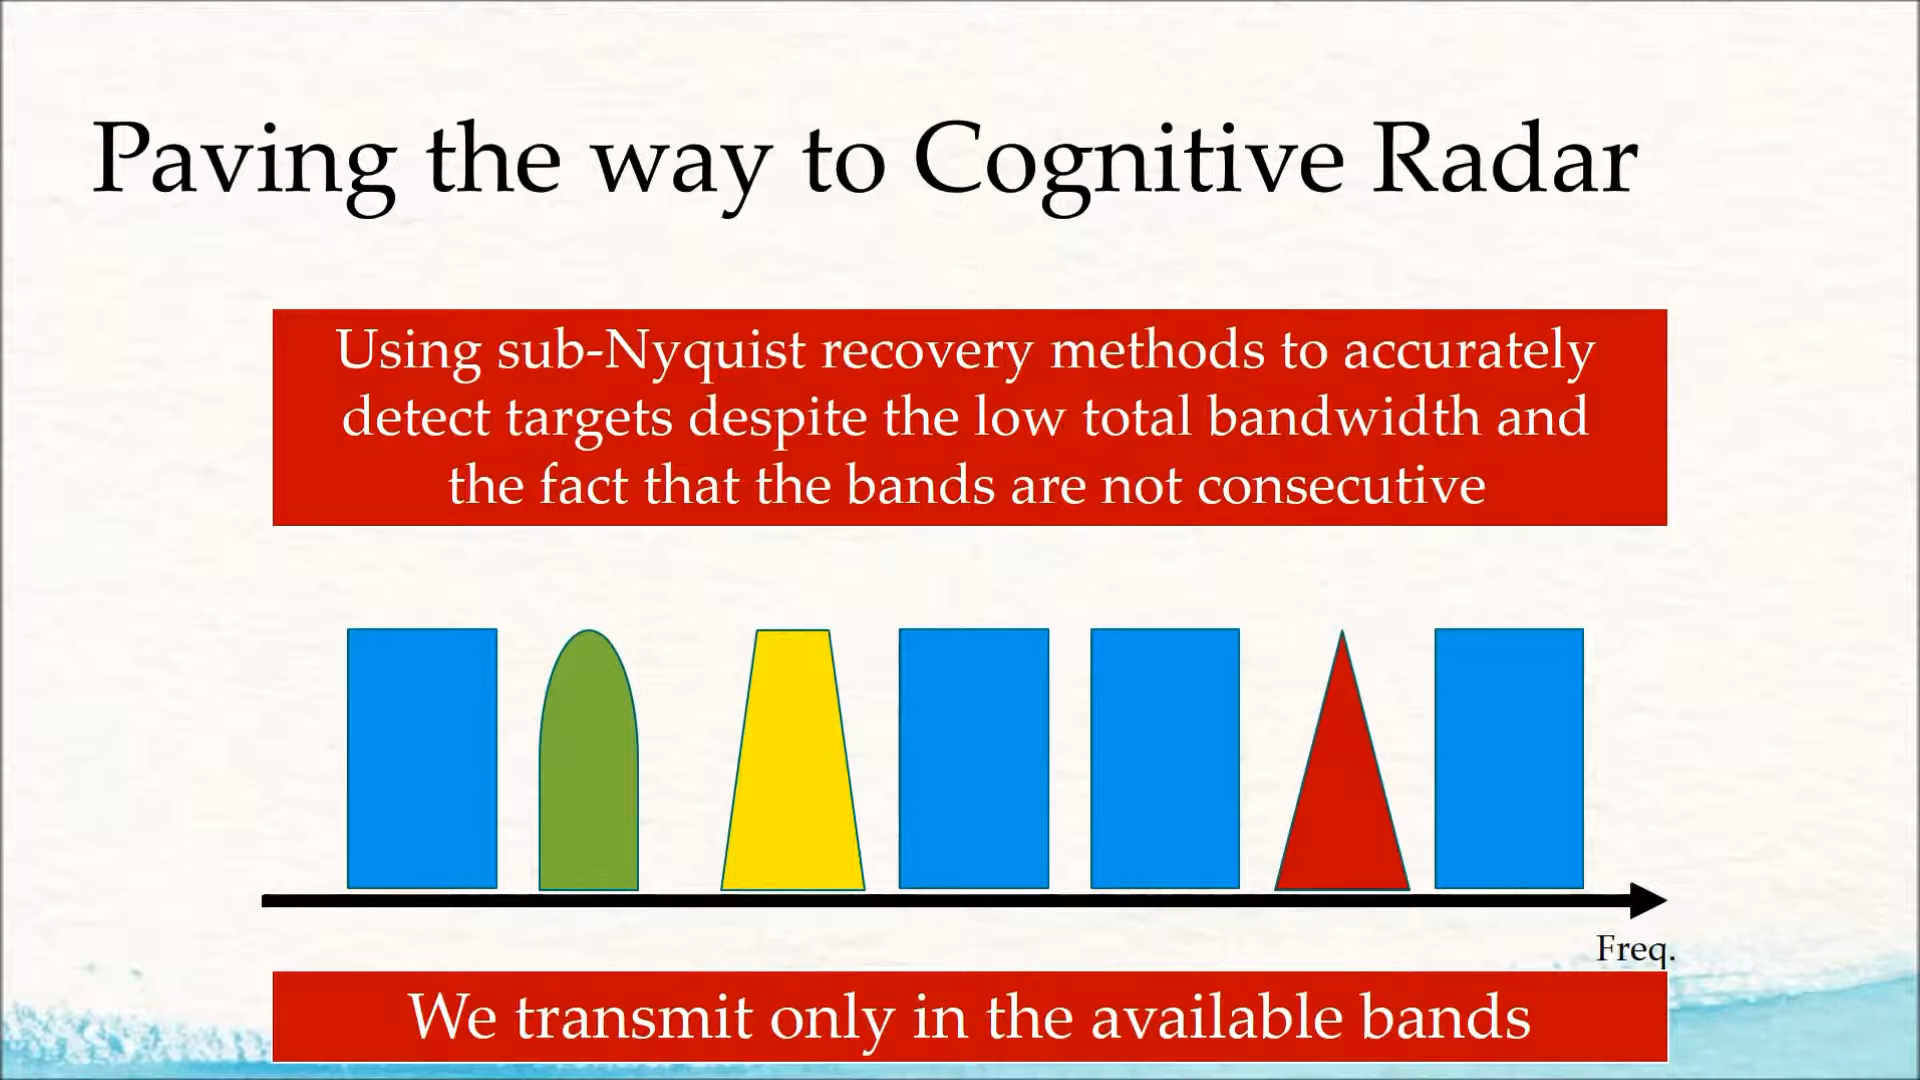 Paving the way to Cognitive Radar
Using sub-Nyquist recovery methods to accurately
detect targets despite the low total bandwidth and
the fact that the bands are not consecutive
Freq.
We transmit only in the available bands